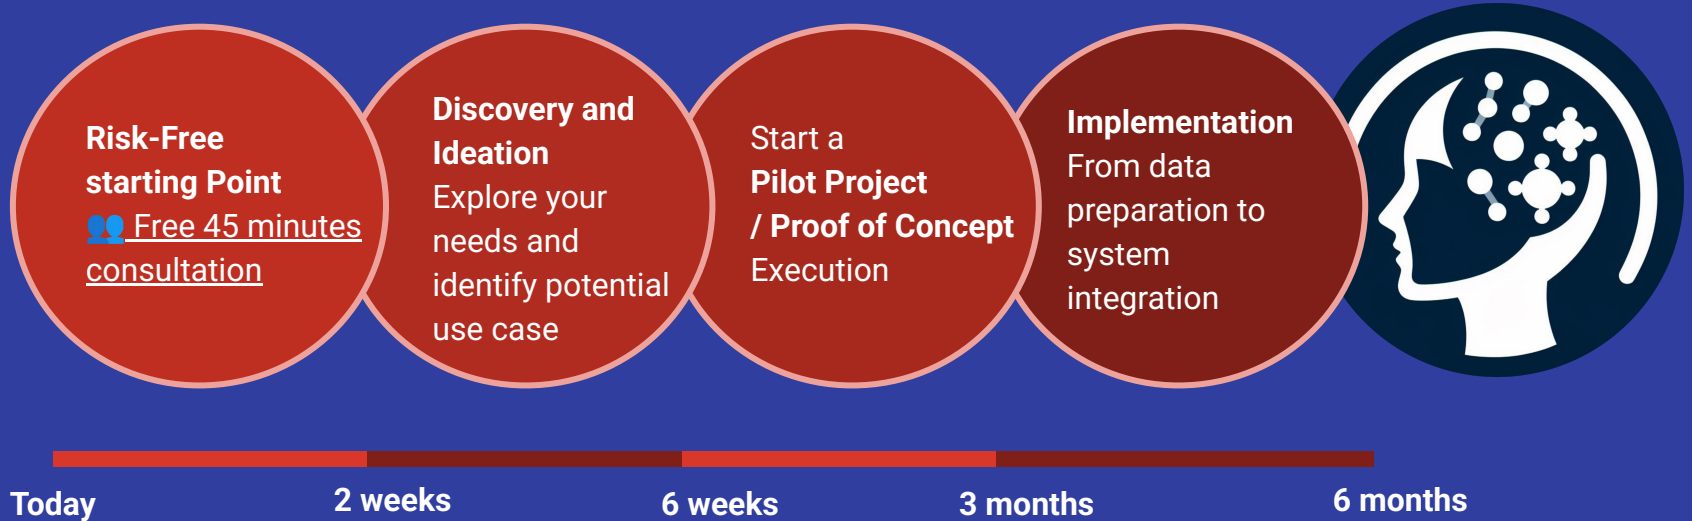 Risk-Free
starting Point
👥 Free 45 minutes
consultation
Discovery and
Ideation
Explore your
needs and
identify potential
use case
Start a
Pilot Project
/ Proof of Concept
Execution
Implementation
From data
preparation to
system
integration
Today
2 weeks
6 weeks
3 months
6 months